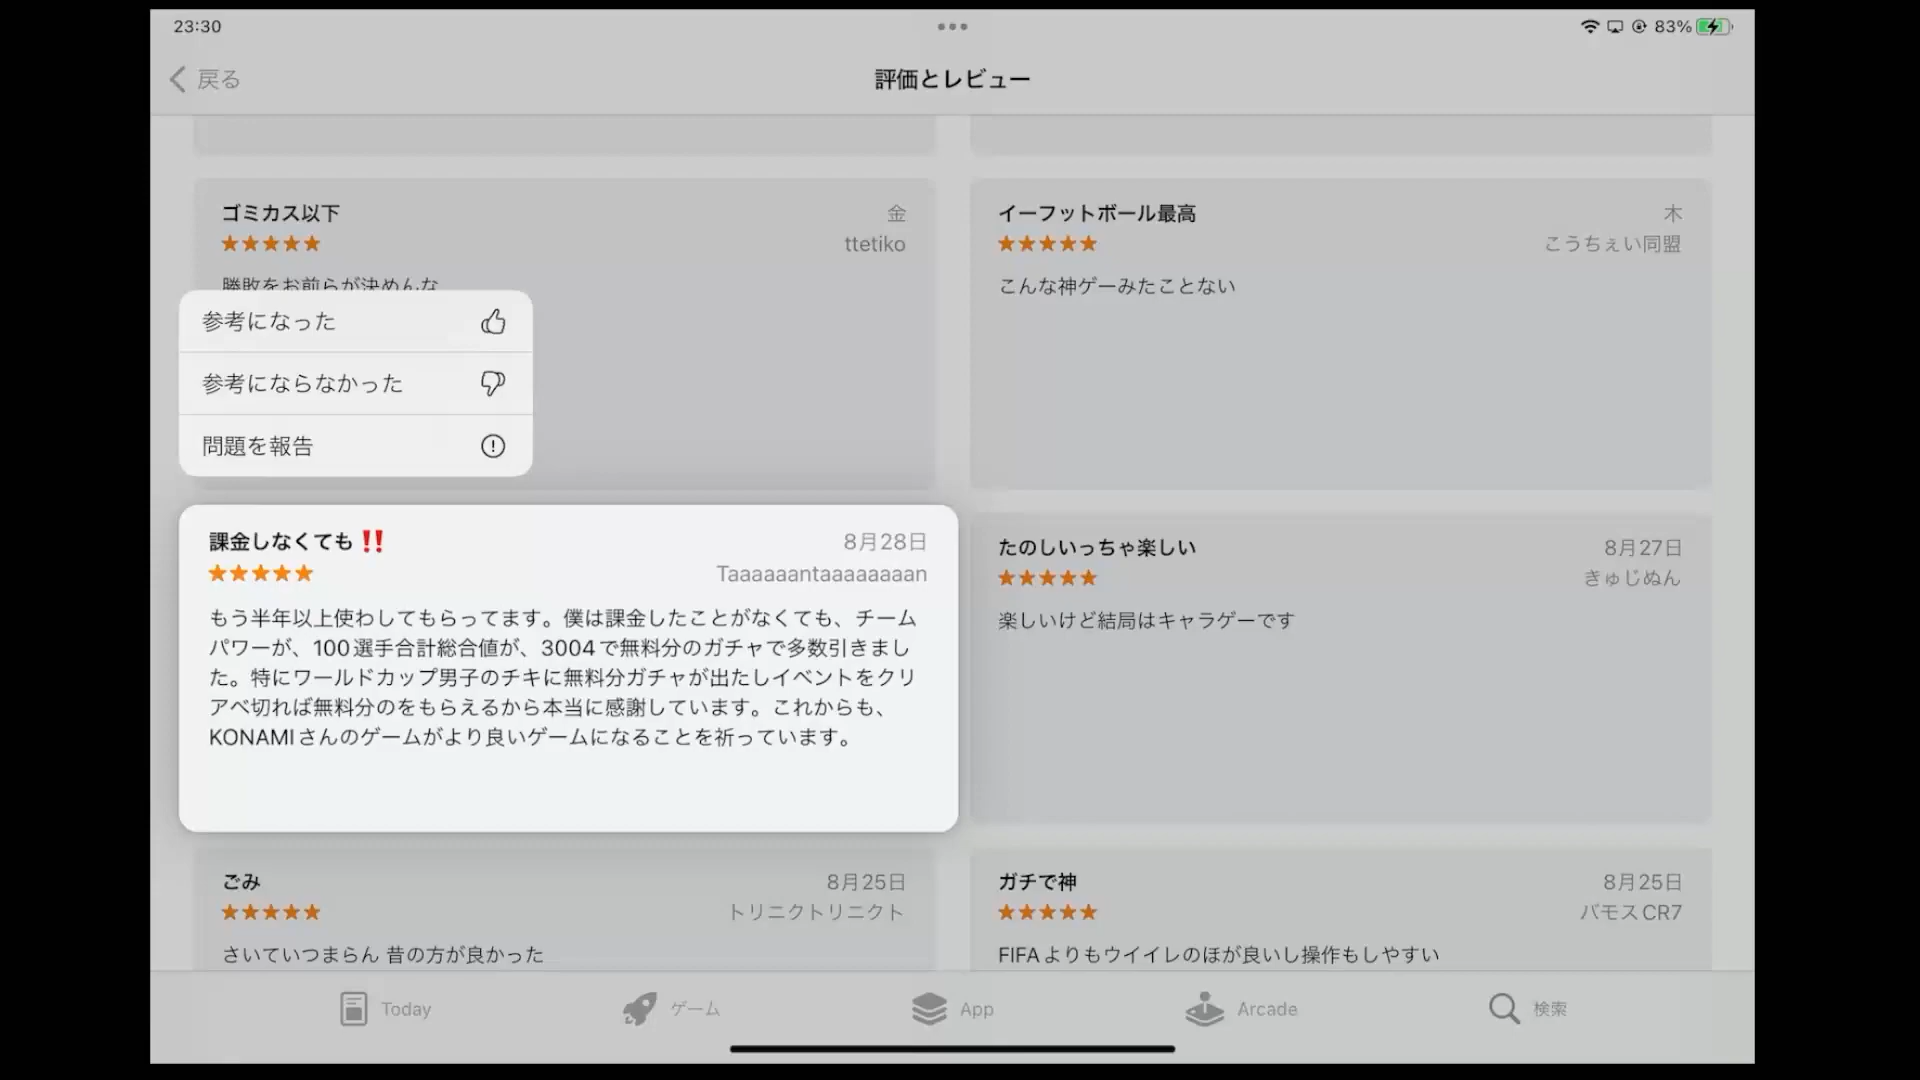 23:30
83%
戻る
評価とレビュー
ゴミカス以下
金
ttetiko
勝敗をお前らが決めんな
イーフットボール最高
木
こうちぇい同盟
こんな神ゲーみたことない
参考になった
参考にならなかった
問題を報告
課金しなくても‼️
8月28日
Taaaaaantaaaaaaaan
もう半年以上使わしてもらってます。僕は課金したことがなくても、チーム
パワーが、100選手合計総合値が、3004で無料分のガチャで多数引きまし
た。特にワールドカップ男子のチキに無料分ガチャが出たしイベントをクリ
アべ切れば無料分のをもらえるから本当に感謝しています。これからも、
KONAMIさんのゲームがより良いゲームになることを祈っています。
たのしいっちゃ楽しい
8月27日
きゅじぬん
楽しいけど結局はキャラゲーです
ごみ
8月25日
トリニクトリニクト
さいていつまらん 昔の方が良かった
ガチで神
8月25日
バモスCR7
FIFAよりもウイイレのほが良いし操作もしやすい
Today
ゲーム
App
Arcade
検索